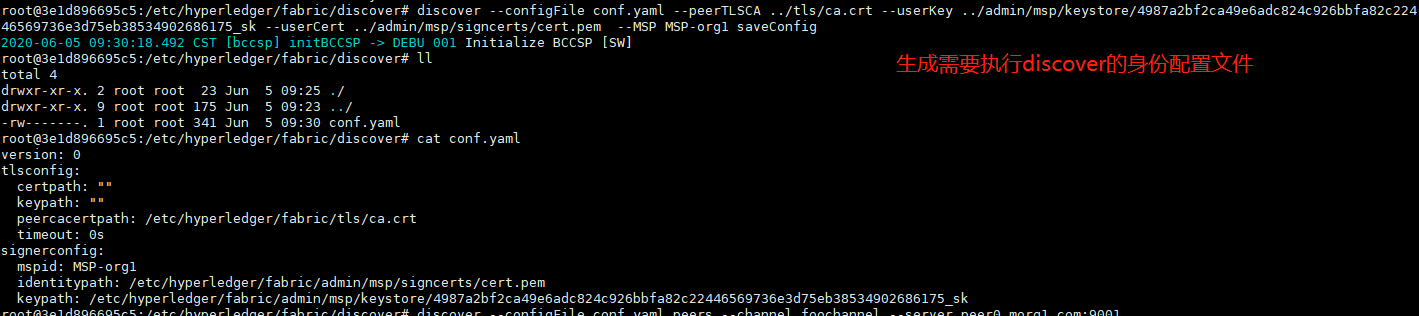 root@3e1d896695c5:/etc/hyperledger/fabric/discover# discover --configFile conf.yaml --peerTLSCA ../tls/ca.crt --userKey ../admin/msp/keystore/4987a2bf2ca49e6adc824c926bbfa82c224
46569736e3d75eb38534902686175_sk --userCert ../admin/msp/signcerts/cert.pem  --MSP MSP-org1 saveConfig
2020-06-05 09:30:18.492 CST [bccsp] initBCCSP -> DEBU 001 Initialize BCCSP [SW]
root@3e1d896695c5:/etc/hyperledger/fabric/discover# ll
生成需要执行discover的身份配置文件
total 4
drwxr-xr-x. 2 root root  23 Jun  5 09:25 ./
drwxr-xr-x. 9 root root 175 Jun  5 09:23 ../
-rw-------. 1 root root 341 Jun  5 09:30 conf.yaml
root@3e1d896695c5:/etc/hyperledger/fabric/discover# cat conf.yaml
version: 0
tlsconfig:
  certpath: ""
  keypath: ""
  peercacertpath: /etc/hyperledger/fabric/tls/ca.crt
  timeout: 0s
signerconfig:
  mspid: MSP-org1
  identitypath: /etc/hyperledger/fabric/admin/msp/signcerts/cert.pem
  keypath: /etc/hyperledger/fabric/admin/msp/keystore/4987a2bf2ca49e6adc824c926bbfa82c22446569736e3d75eb38534902686175_sk
root@3e1d896695c5:/etc/hyperledger/fabric/discover# discover --configFile conf.yaml peers --channel foochannel --server peer0.morg1.com:9001